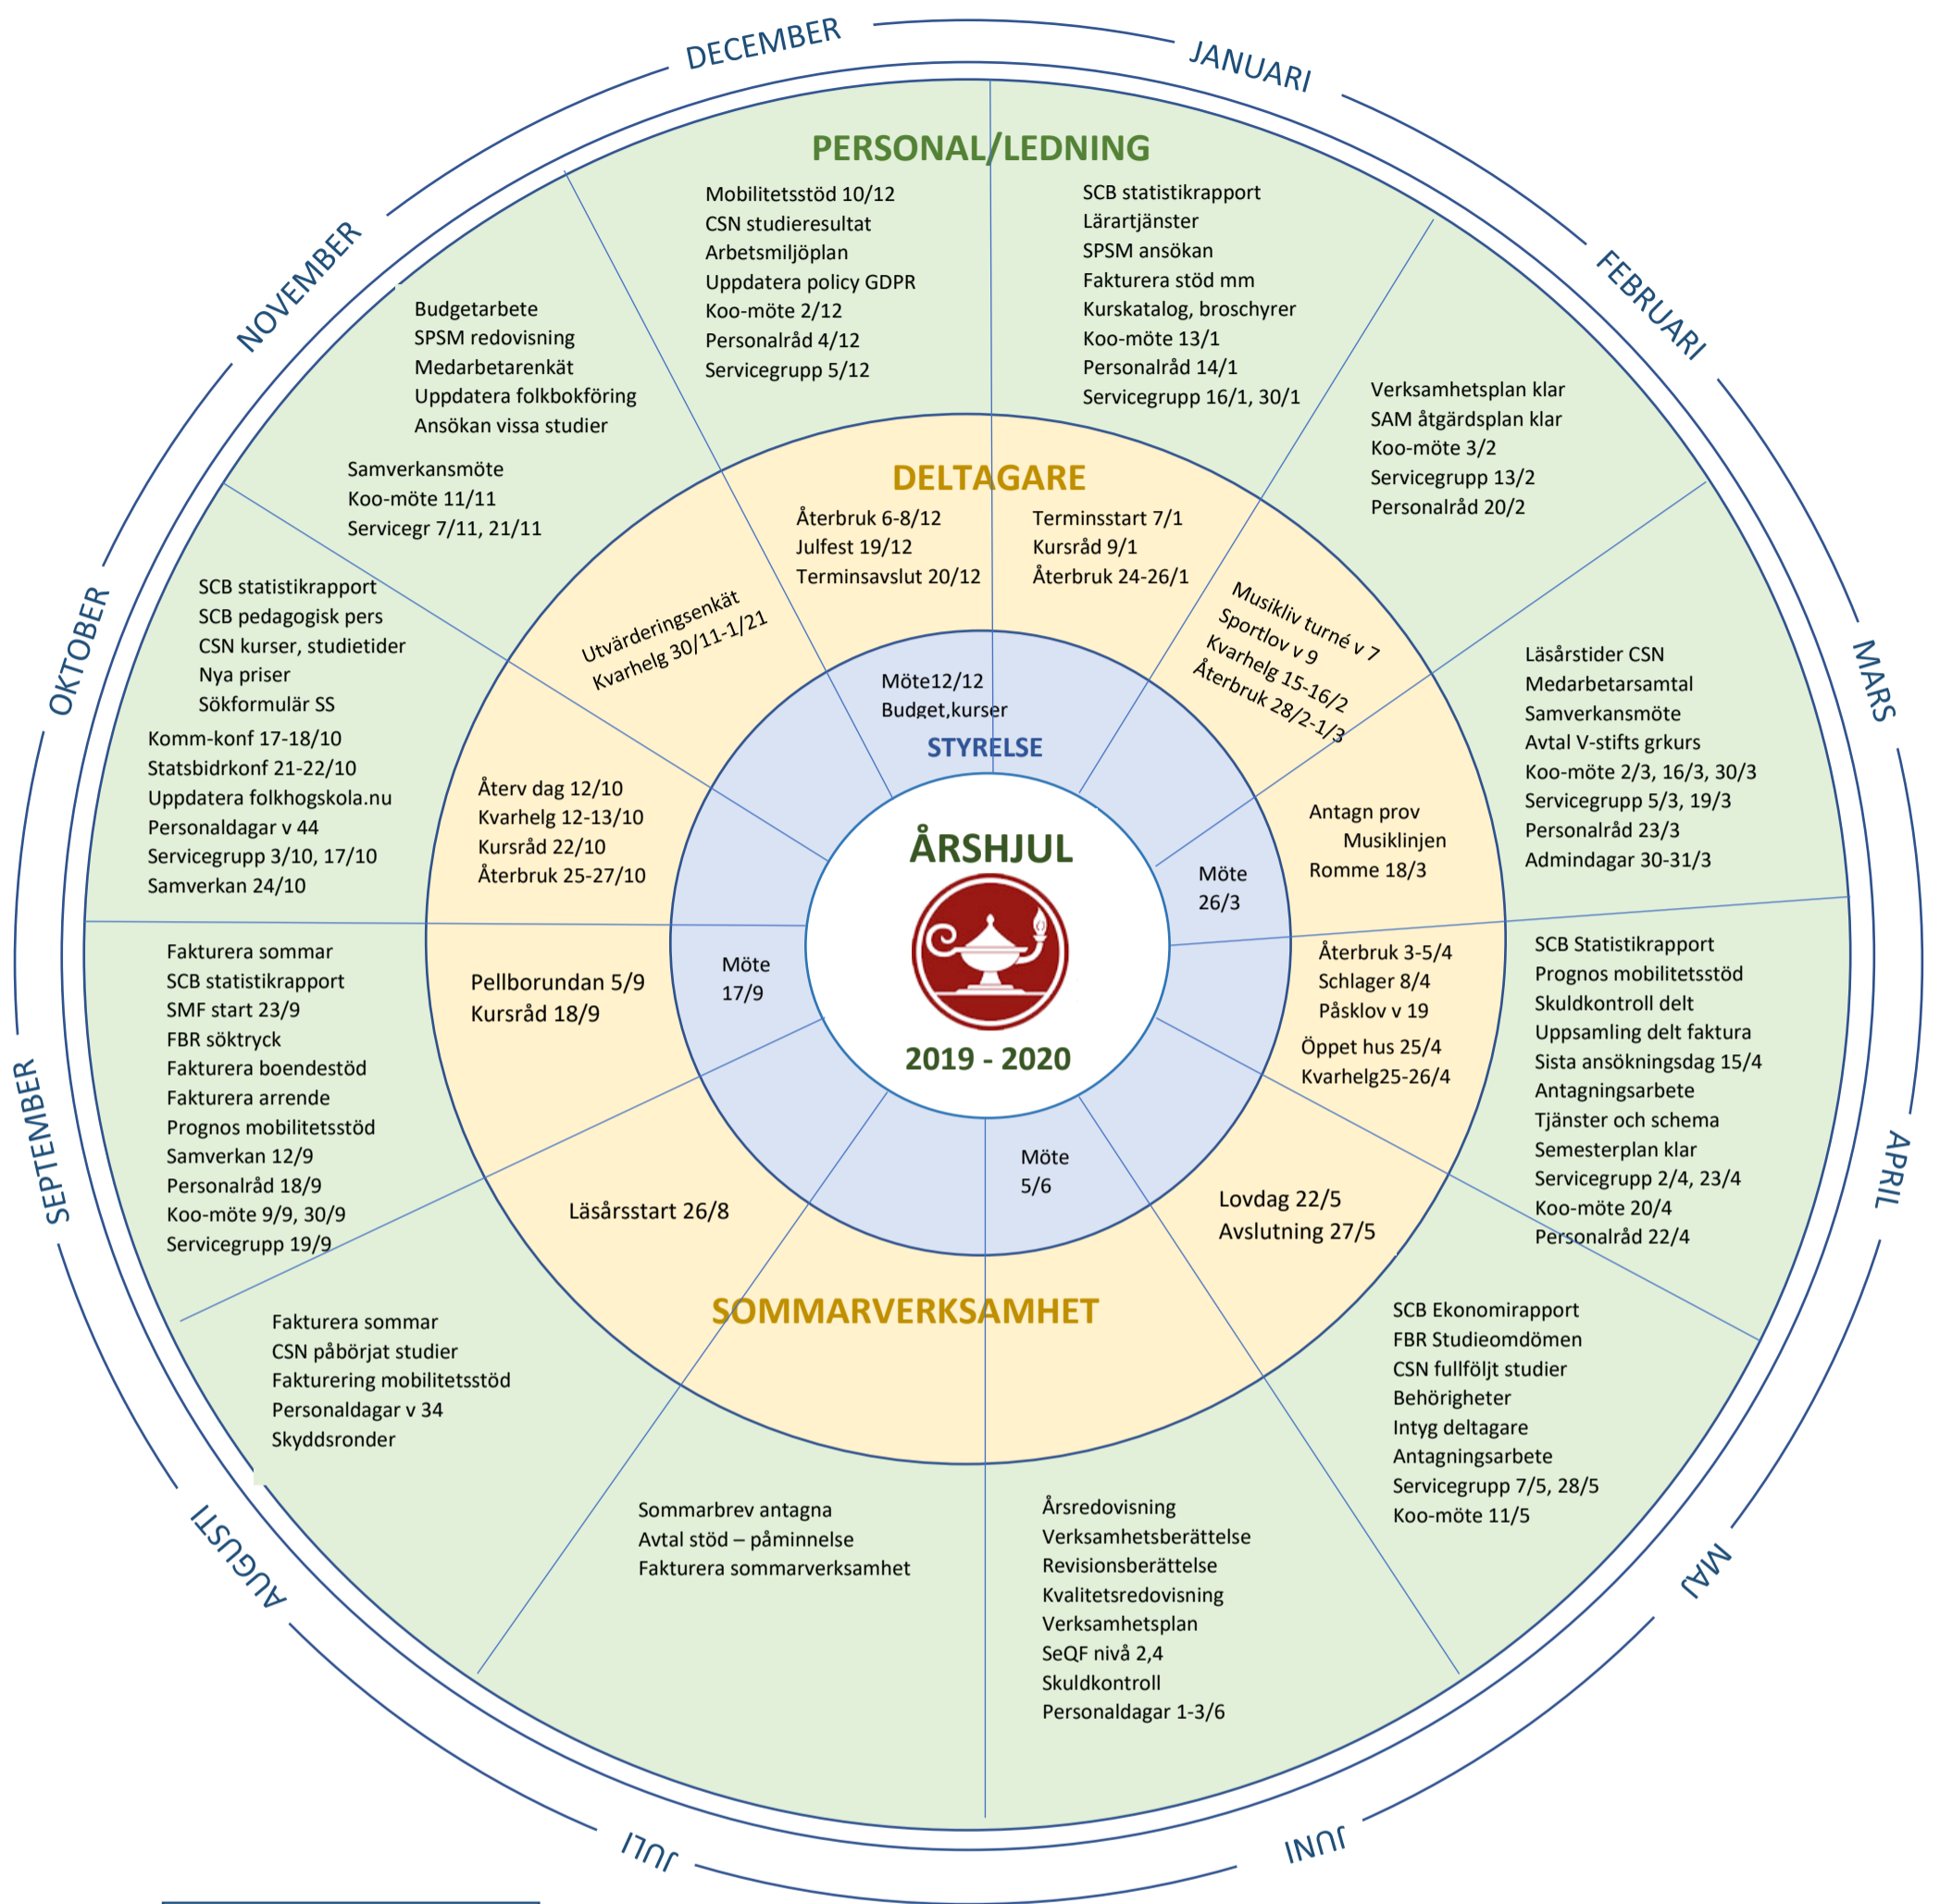 DECEMBER
JANUARI
FEBRUARI
MARS
APRIL
MAJ
JUNI
JULI
AUGUSTI
SEPTEMBER
OKTOBER
NOVEMBER
PERSONAL/LEDNING
Mobilitetsstöd 10/12
CSN studieresultat
Arbetsmiljöplan
Uppdatera policy GDPR
Koo-möte 2/12
Personalråd 4/12
Servicegrupp 5/12
SCB statistikrapport
Lärartjänster
SPSM ansökan
Fakturera stöd mm
Kurskatalog, broschyrer
Koo-möte 13/1
Personalråd 14/1
Servicegrupp 16/1, 30/1
Verksamhetsplan klar
SAM åtgärdsplan klar
Koo-möte 3/2
Servicegrupp 13/2
Personalråd 20/2
Läsårstider CSN
Medarbetarsamtal
Samverkansmöte
Avtal V-stifts grkurs
Koo-möte 2/3, 16/3, 30/3
Servicegrupp 5/3, 19/3
Personalråd 23/3
Admindagar 30-31/3
SCB Statistikrapport
Prognos mobilitetsstöd
Skuldkontroll delt
Uppsamling delt faktura
Sista ansökningsdag 15/4
Antagningsarbete
Tjänster och schema
Semesterplan klar
Servicegrupp 2/4, 23/4
Koo-möte 20/4
Personalråd 22/4
SCB Ekonomirapport
FBR Studieomdömen
CSN fullföljt studier
Behörigheter
Intyg deltagare
Antagningsarbete
Servicegrupp 7/5, 28/5
Koo-möte 11/5
Årsredovisning
Verksamhetsberättelse
Revisionsberättelse
Kvalitetsredovisning
Verksamhetsplan
SeQF nivå 2,4
Skuldkontroll
Personaldagar 1-3/6
Sommarbrev antagna
Avtal stöd – påminnelse
Fakturera sommarverksamhet
Fakturera sommar
CSN påbörjat studier
Fakturering mobilitetsstöd
Personaldagar v 34
Skyddsronder
Fakturera sommar
SCB statistikrapport
SMF start 23/9
FBR söktryck
Fakturera boendestöd
Fakturera arrende
Prognos mobilitetsstöd
Samverkan 12/9
Personalråd 18/9
Koo-möte 9/9, 30/9
Servicegrupp 19/9
SCB statistikrapport
SCB pedagogisk pers
CSN kurser, studietider
Nya priser
Sökformulär SS
Komm-konf 17-18/10
Statsbidrkonf 21-22/10
Uppdatera folkhogskola.nu
Personaldagar v 44
Servicegrupp 3/10, 17/10
Samverkan 24/10
Budgetarbete
SPSM redovisning
Medarbetarenkät
Uppdatera folkbokföring
Ansökan vissa studier
Samverkansmöte
Koo-möte 11/11
Servicegr 7/11, 21/11
DELTAGARE
Återbruk 6-8/12
Julfest 19/12
Terminsavslut 20/12
Terminsstart 7/1
Kursråd 9/1
Återbruk 24-26/1
Musikliv turné v 7
Sportlov v 9
Kvarhelg 15-16/2
Återbruk 28/2-1/3
Antagn prov
Musiklinjen
Romme 18/3
Återbruk 3-5/4
Schlager 8/4
Påsklov v 19
Öppet hus 25/4
Kvarhelg25-26/4
Lovdag 22/5
Avslutning 27/5
SOMMARVERKSAMHET
Läsårsstart 26/8
Pellborundan 5/9
Kursråd 18/9
Återv dag 12/10
Kvarhelg 12-13/10
Kursråd 22/10
Återbruk 25-27/10
Utvärderingsenkät
Kvarhelg 30/11-1/21
Möte12/12
Budget,kurser
STYRELSE
Möte
26/3
Möte
5/6
Möte
17/9
ÅRSHJUL
2019 - 2020